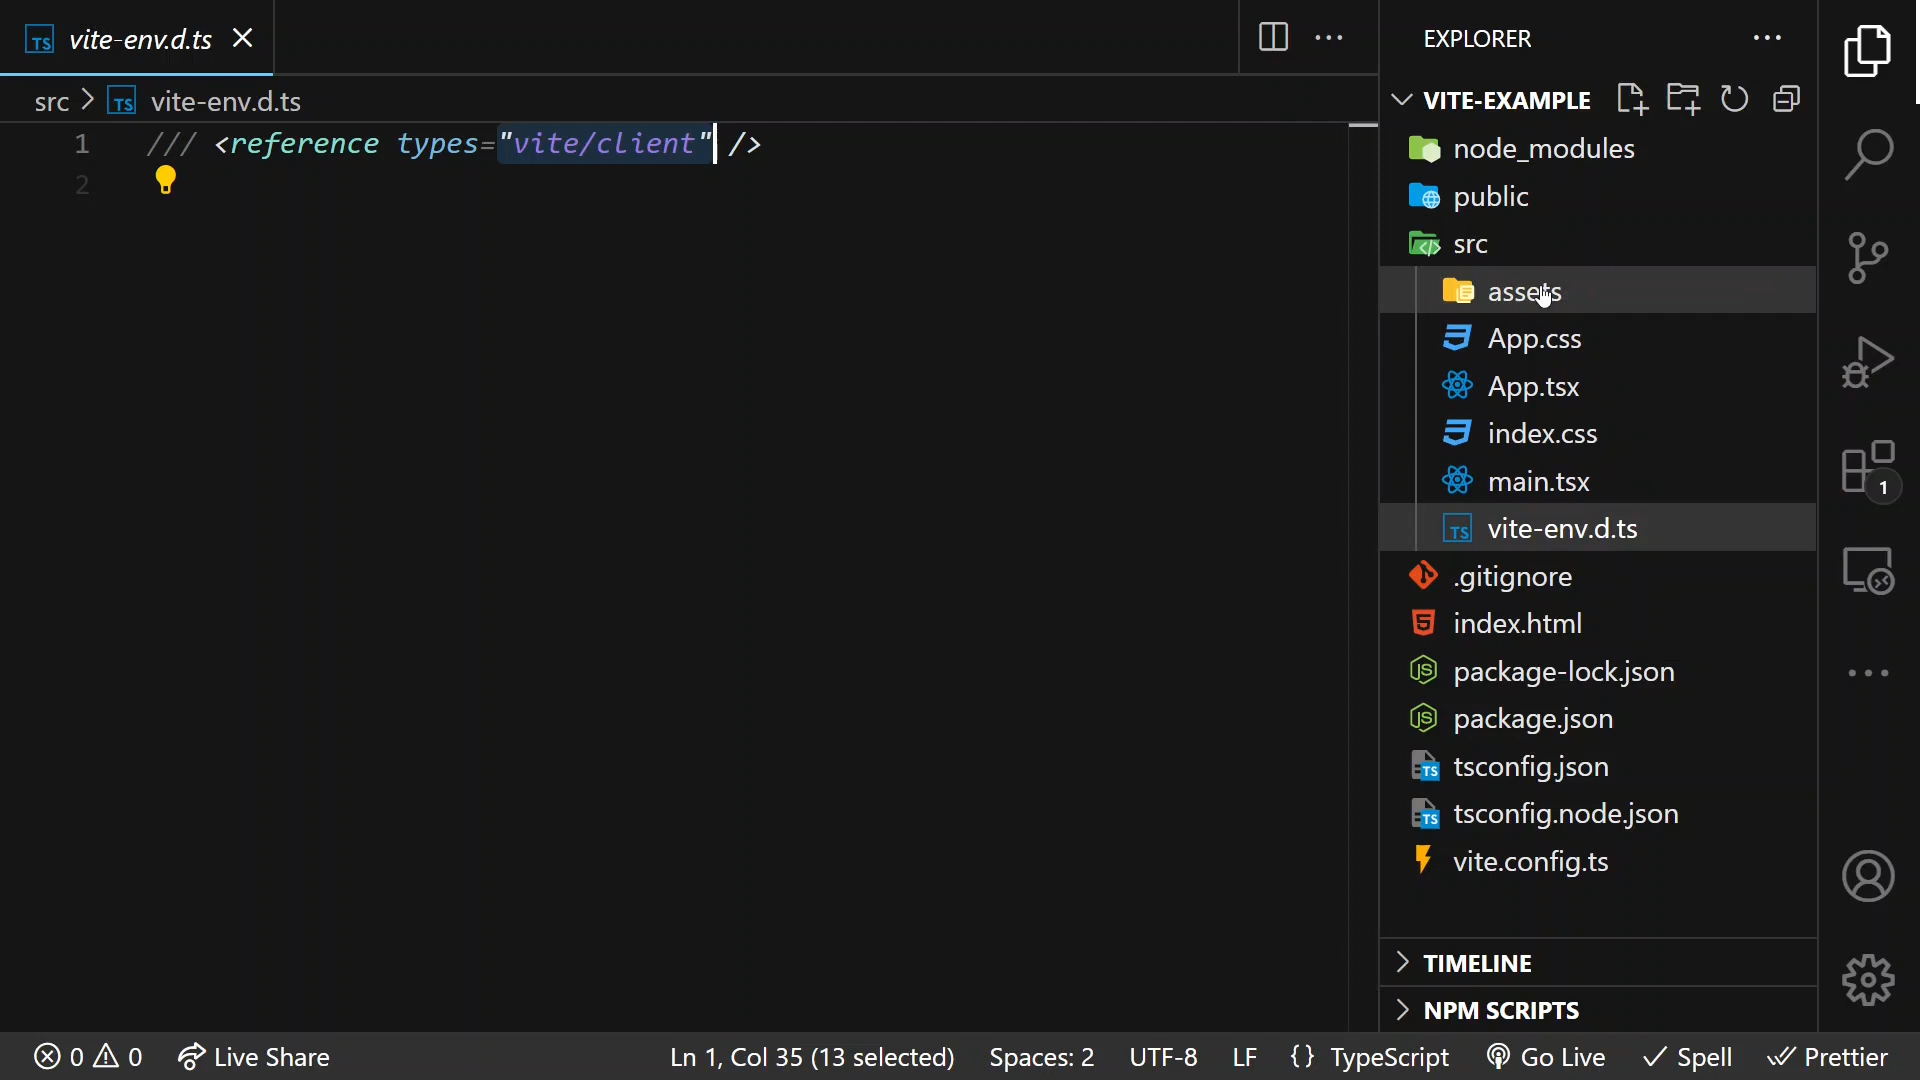 TS vite-env.d.ts
src > TS vite-env.d.ts
1 /// <reference types="vite/client" />
2
EXPLORER
VITE-EXAMPLE
node_modules
public
src
assets
App.css
App.tsx
index.css
main.tsx
TS vite-env.d.ts
.gitignore
index.html
package-lock.json
package.json
tsconfig.json
tsconfig.node.json
vite.config.ts
TIMELINE
NPM SCRIPTS
1
0 0 Live Share Ln 1, Col 35 (13 selected) Spaces: 2 UTF-8 LF {} TypeScript Go Live Spell Prettier